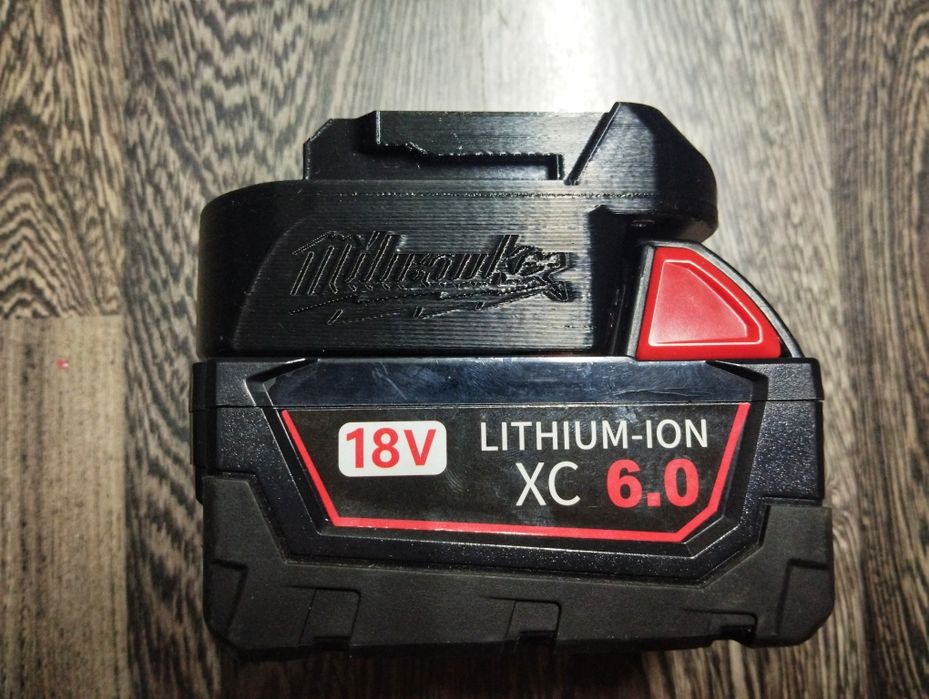 Milwaukee
18V
LITHIUM-ION
XC 6.0